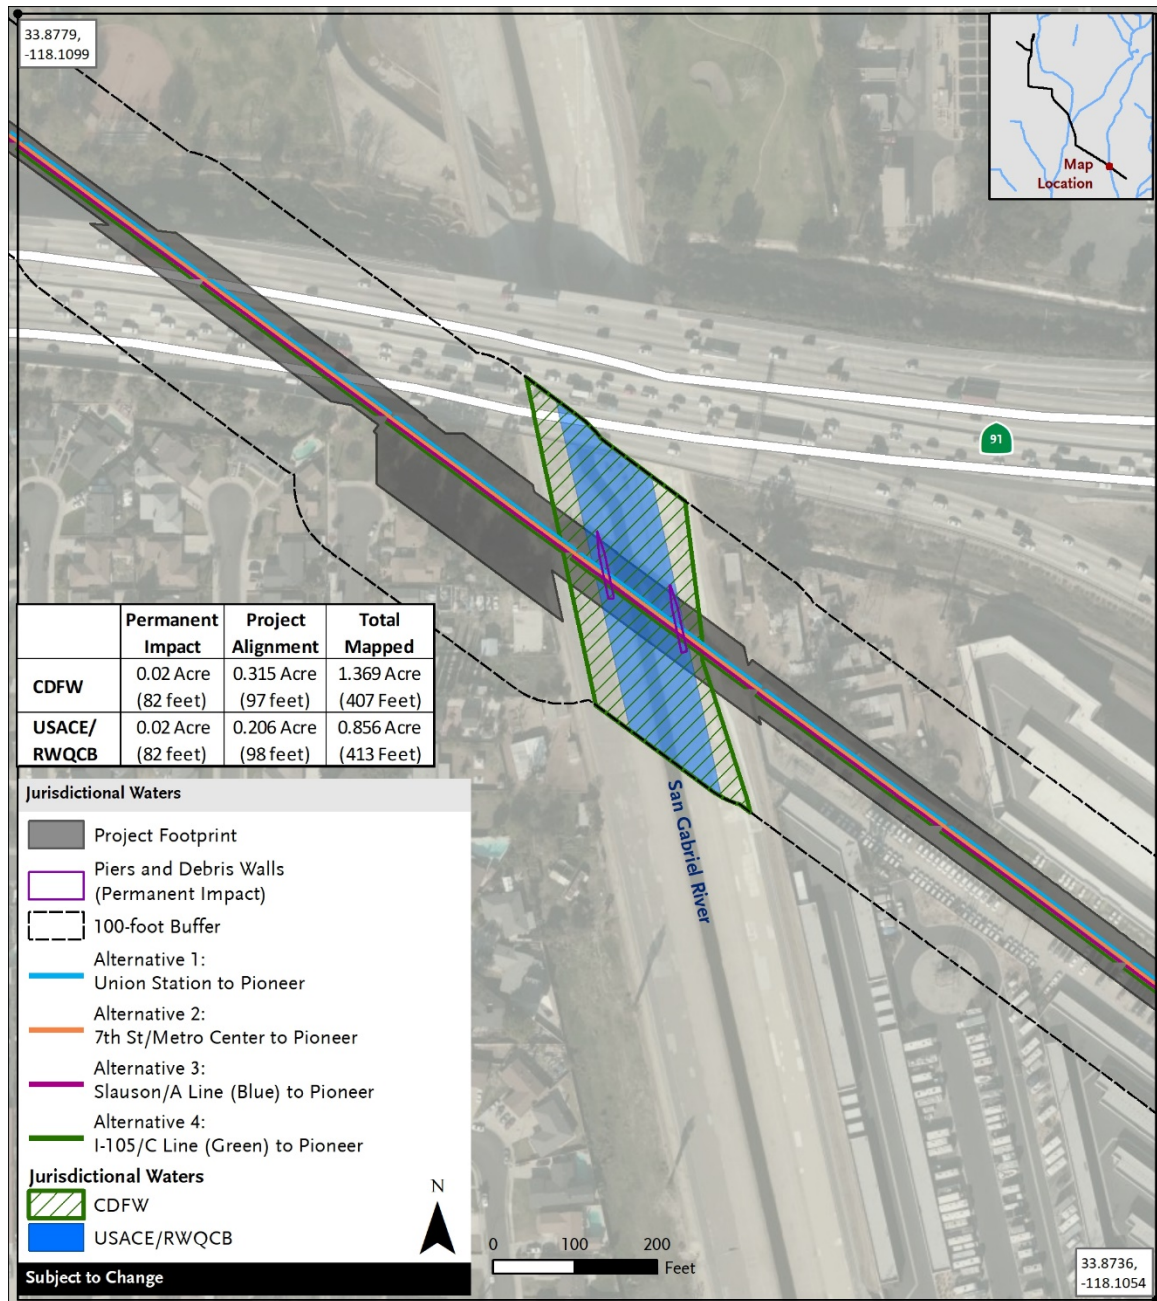 33.8779,
-118.1099
Map
Location
91
Permanent Impact Project Alignment Total Mapped
CDFW 0.02 Acre (82 feet) 0.315 Acre (97 feet) 1.369 Acre (407 Feet)
USACE/RWQCB 0.02 Acre (82 feet) 0.206 Acre (98 feet) 0.856 Acre (413 Feet)
San Gabriel River
Jurisdictional Waters
Project Footprint
Piers and Debris Walls
(Permanent Impact)
100-foot Buffer
Alternative 1:
Union Station to Pioneer
Alternative 2:
7th St/Metro Center to Pioneer
Alternative 3:
Slauson/A Line (Blue) to Pioneer
Alternative 4:
I-105/C Line (Green) to Pioneer
Jurisdictional Waters
CDFW
USACE/RWQCB
N
Subject to Change
0 100 200
Feet
33.8736,
-118.1054